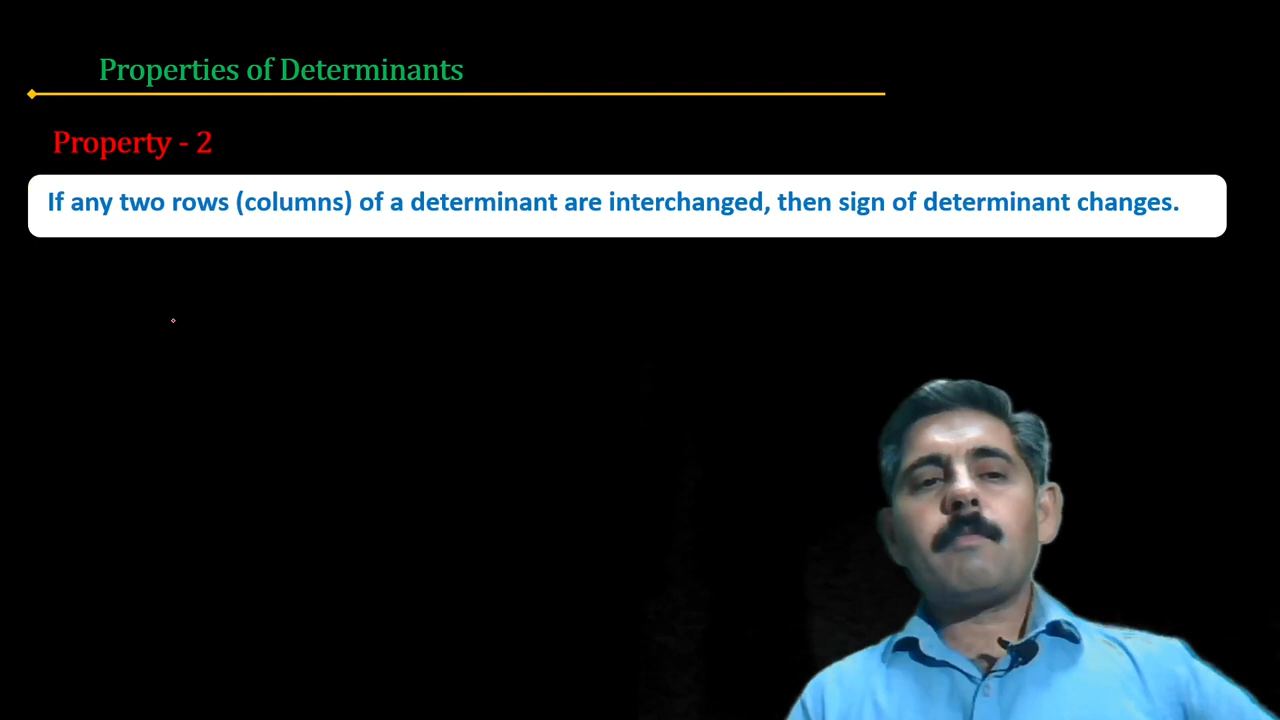 Properties of Determinants
Property - 2
If any two rows (columns) of a determinant are interchanged, then sign of determinant changes.